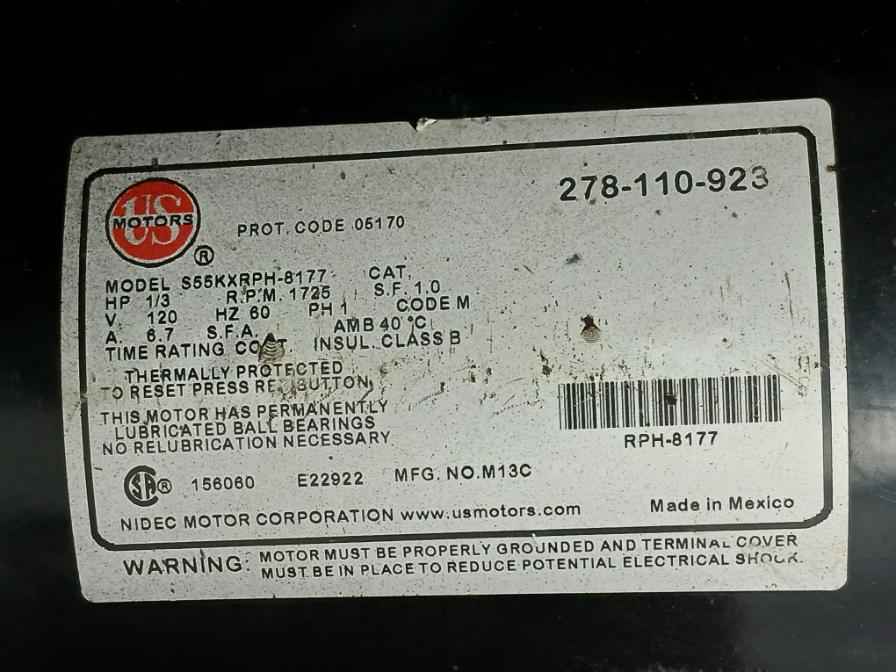 278-110-923
US
MOTORS
®
PROT. CODE 05170
MODEL S55KXRPH-8177 CAT.
HP 1/3 R.P.M. 1725 S.F. 1.0
V. 120 HZ 60 PH 1 CODE M
A. 6.7 S.F.A. AMB 40 °C
TIME RATING INSUL. CLASS B
THERMALLY PROTECTED
TO RESET PRESS BUTTON
THIS MOTOR HAS PERMANENTLY
LUBRICATED BALL BEARINGS
NO RELUBRICATION NECESSARY
RPH-8177
SA ® 156060 E22922 MFG. NO.M13C
NIDEC MOTOR CORPORATION www.usmotors.com Made in Mexico
WARNING: MOTOR MUST BE PROPERLY GROUNDED AND TERMINAL COVER
MUST BE IN PLACE TO REDUCE POTENTIAL ELECTRICAL SHOCK.